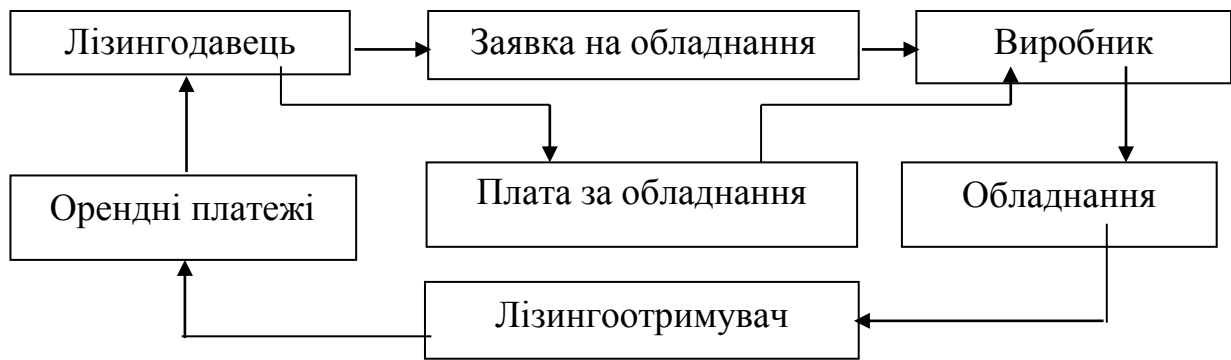 Лізингодавець
Заявка на обладнання
Виробник
Орендні платежі
Плата за обладнання
Обладнання
Лізингоотримувач